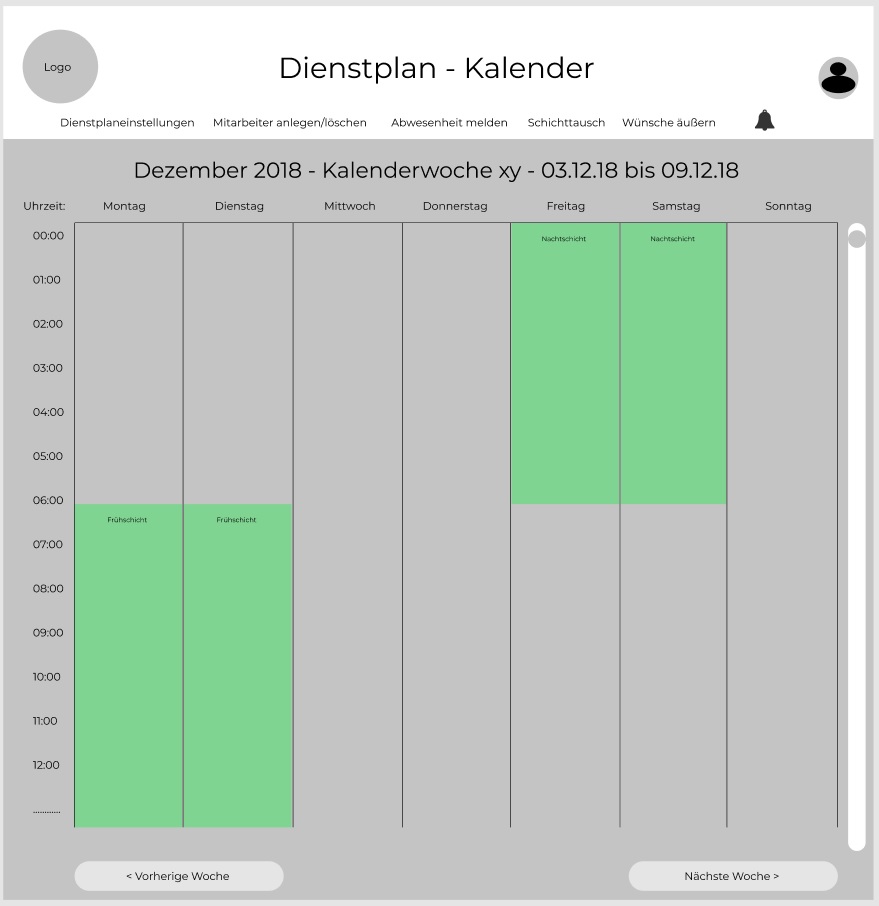 Logo
Dienstplan - Kalender
Dienstplaneinstellungen Mitarbeiter anlegen/löschen Abwesenheit melden Schichttausch Wünsche äußern
Dezember 2018 - Kalenderwoche xy - 03.12.18 bis 09.12.18
Uhrzeit: Montag Dienstag Mittwoch Donnerstag Freitag Samstag Sonntag
00:00 Nachtschicht Nachtschicht
01:00
02:00
03:00
04:00
05:00
06:00
Frühschicht Frühschicht
07:00
08:00
09:00
10:00
11:00
12:00
............
< Vorherige Woche Nächste Woche >